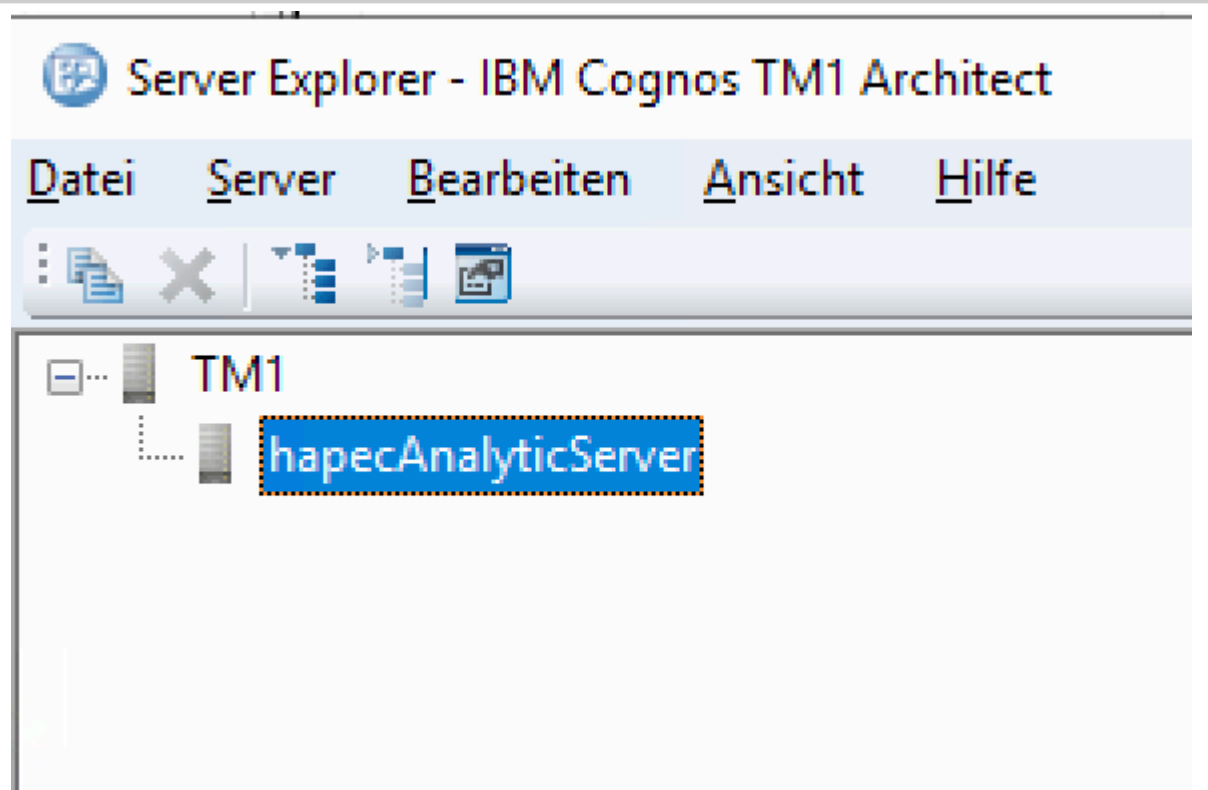 Server Explorer - IBM Cognos TM1 Architect
Datei Server Bearbeiten Ansicht Hilfe
TM1
hapecAnalyticServer